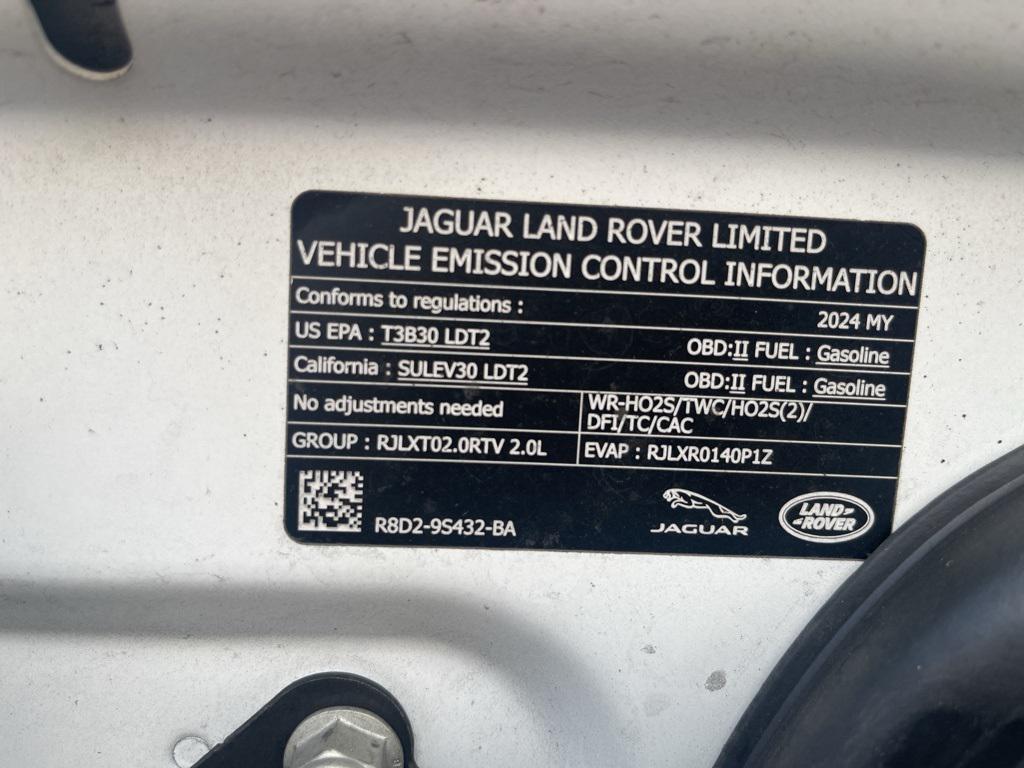 JAGUAR LAND ROVER LIMITED
VEHICLE EMISSION CONTROL INFORMATION
Conforms to regulations :
2024 MY
US EPA : T3B30 LDT2
OBD:II FUEL : Gasoline
California : SULEV30 LDT2
OBD:II FUEL : Gasoline
No adjustments needed
WR-HO2S/TWC/HO2S(2)/
DFI/TC/CAC
GROUP : RJLXT02.0RTV 2.0L
EVAP : RJLXR0140P1Z
R8D2-9S432-BA
JAGUAR
LAND-
ROVER